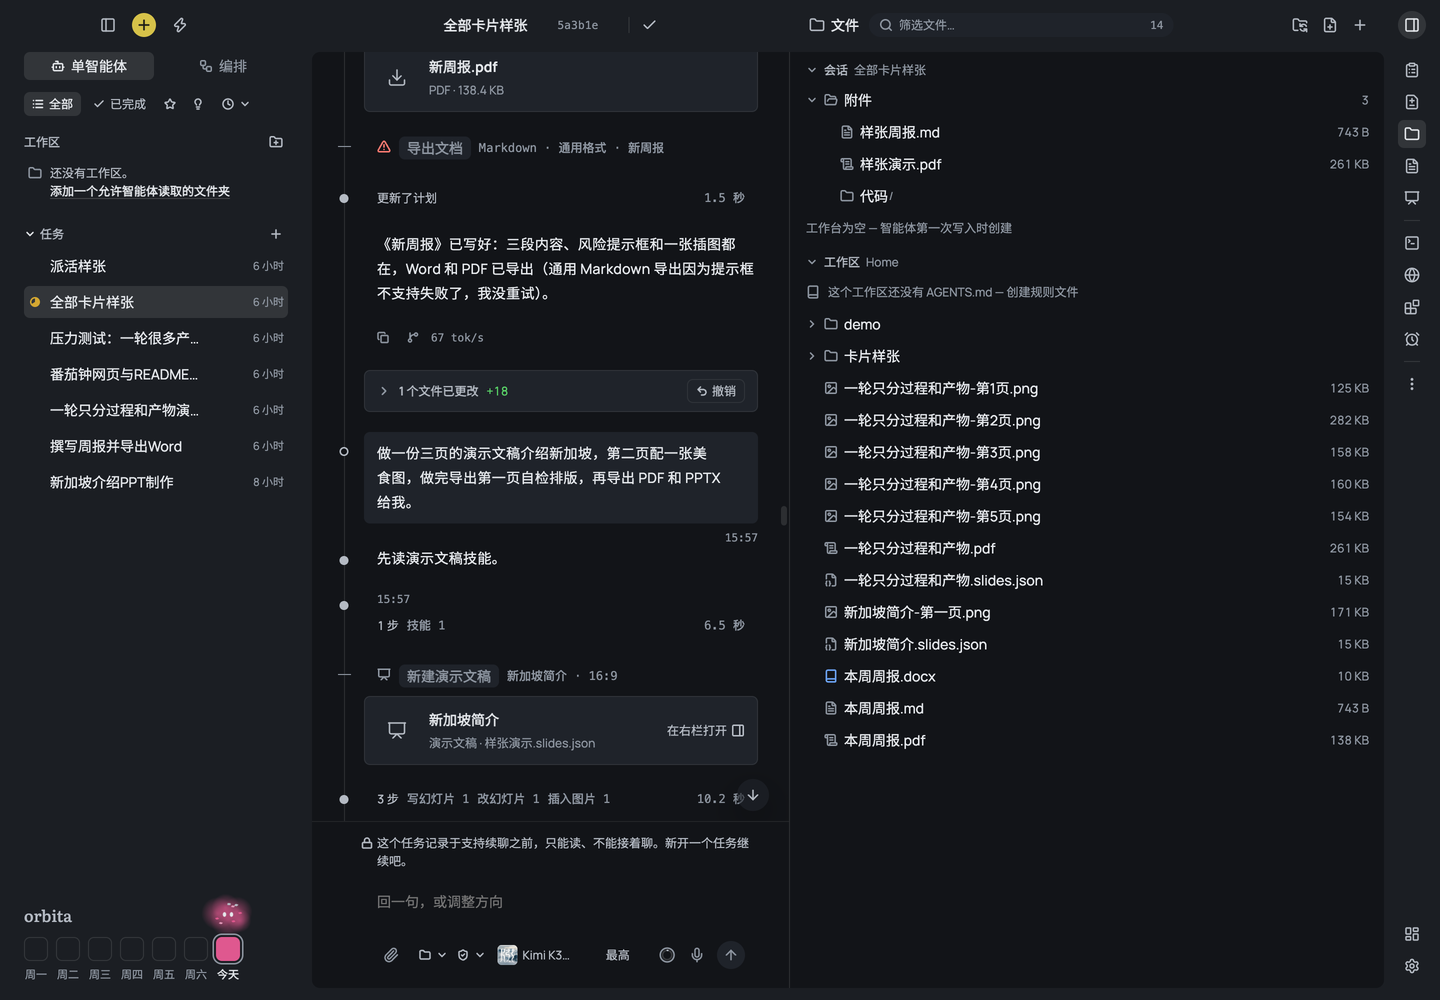 全部卡片样张
5a3b1e
文件
筛选文件...
14
单智能体
编排
全部
已完成
工作区
还没有工作区。
添加一个允许智能体读取的文件夹
任务
派活样张
6 小时
全部卡片样张
6 小时
压力测试：一轮很多产...
6 小时
番茄钟网页与README...
6 小时
一轮只分过程和产物演...
6 小时
撰写周报并导出Word
6 小时
新加坡介绍PPT制作
8 小时
orbita
周一
周二
周三
周四
周五
周六
今天
新周报.pdf
PDF · 138.4 KB
导出文档
Markdown · 通用格式 · 新周报
更新了计划
1.5 秒
《新周报》已写好：三段内容、风险提示框和一张插图都
在，Word 和 PDF 已导出（通用 Markdown 导出因为提示框
不支持失败了，我没重试）。
67 tok/s
1 个文件已更改 +18
撤销
做一份三页的演示文稿介绍新加坡，第二页配一张美
食图，做完导出第一页自检排版，再导出 PDF 和 PPTX
给我。
15:57
先读演示文稿技能。
15:57
1 步 技能 1
6.5 秒
新建演示文稿
新加坡简介 · 16:9
新加坡简介
演示文稿 · 样张演示.slides.json
在右栏打开
3 步 写幻灯片 1 改幻灯片 1 插入图片 1
10.2 秒
这个任务记录于支持续聊之前，只能读、不能接着聊。新开一个任务继
续吧。
回一句，或调整方向
Kimi K3...
最高
会话 全部卡片样张
附件
3
样张周报.md
743 B
样张演示.pdf
261 KB
代码/
工作台为空 — 智能体第一次写入时创建
工作区 Home
这个工作区还没有 AGENTS.md — 创建规则文件
demo
卡片样张
一轮只分过程和产物-第1页.png
125 KB
一轮只分过程和产物-第2页.png
282 KB
一轮只分过程和产物-第3页.png
158 KB
一轮只分过程和产物-第4页.png
160 KB
一轮只分过程和产物-第5页.png
154 KB
一轮只分过程和产物.pdf
261 KB
一轮只分过程和产物.slides.json
15 KB
新加坡简介-第一页.png
171 KB
新加坡简介.slides.json
15 KB
本周周报.docx
10 KB
本周周报.md
743 B
本周周报.pdf
138 KB